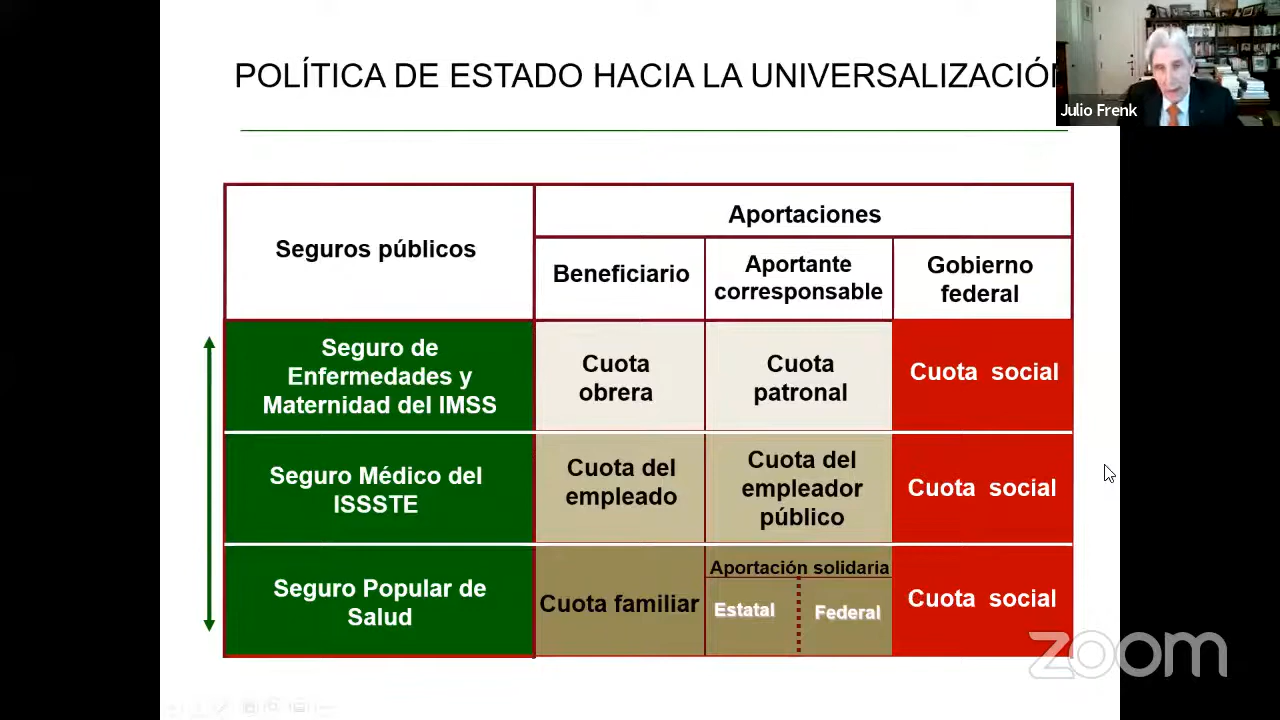 POLÍTICA DE ESTADO HACIA LA UNIVERSALIZACIÓN
Julio Frenk
Seguros públicos
Aportaciones
Beneficiario
Aportante
corresponsable
Gobierno
federal
Seguro de
Enfermedades y
Maternidad del IMSS
Cuota
obrera
Cuota
patronal
Cuota social
Seguro Médico del
ISSSTE
Cuota del
empleado
Cuota del
empleador
público
Cuota social
Seguro Popular de
Salud
Cuota familiar
Aportación solidaria
Estatal
Federal
Cuota social
zoom